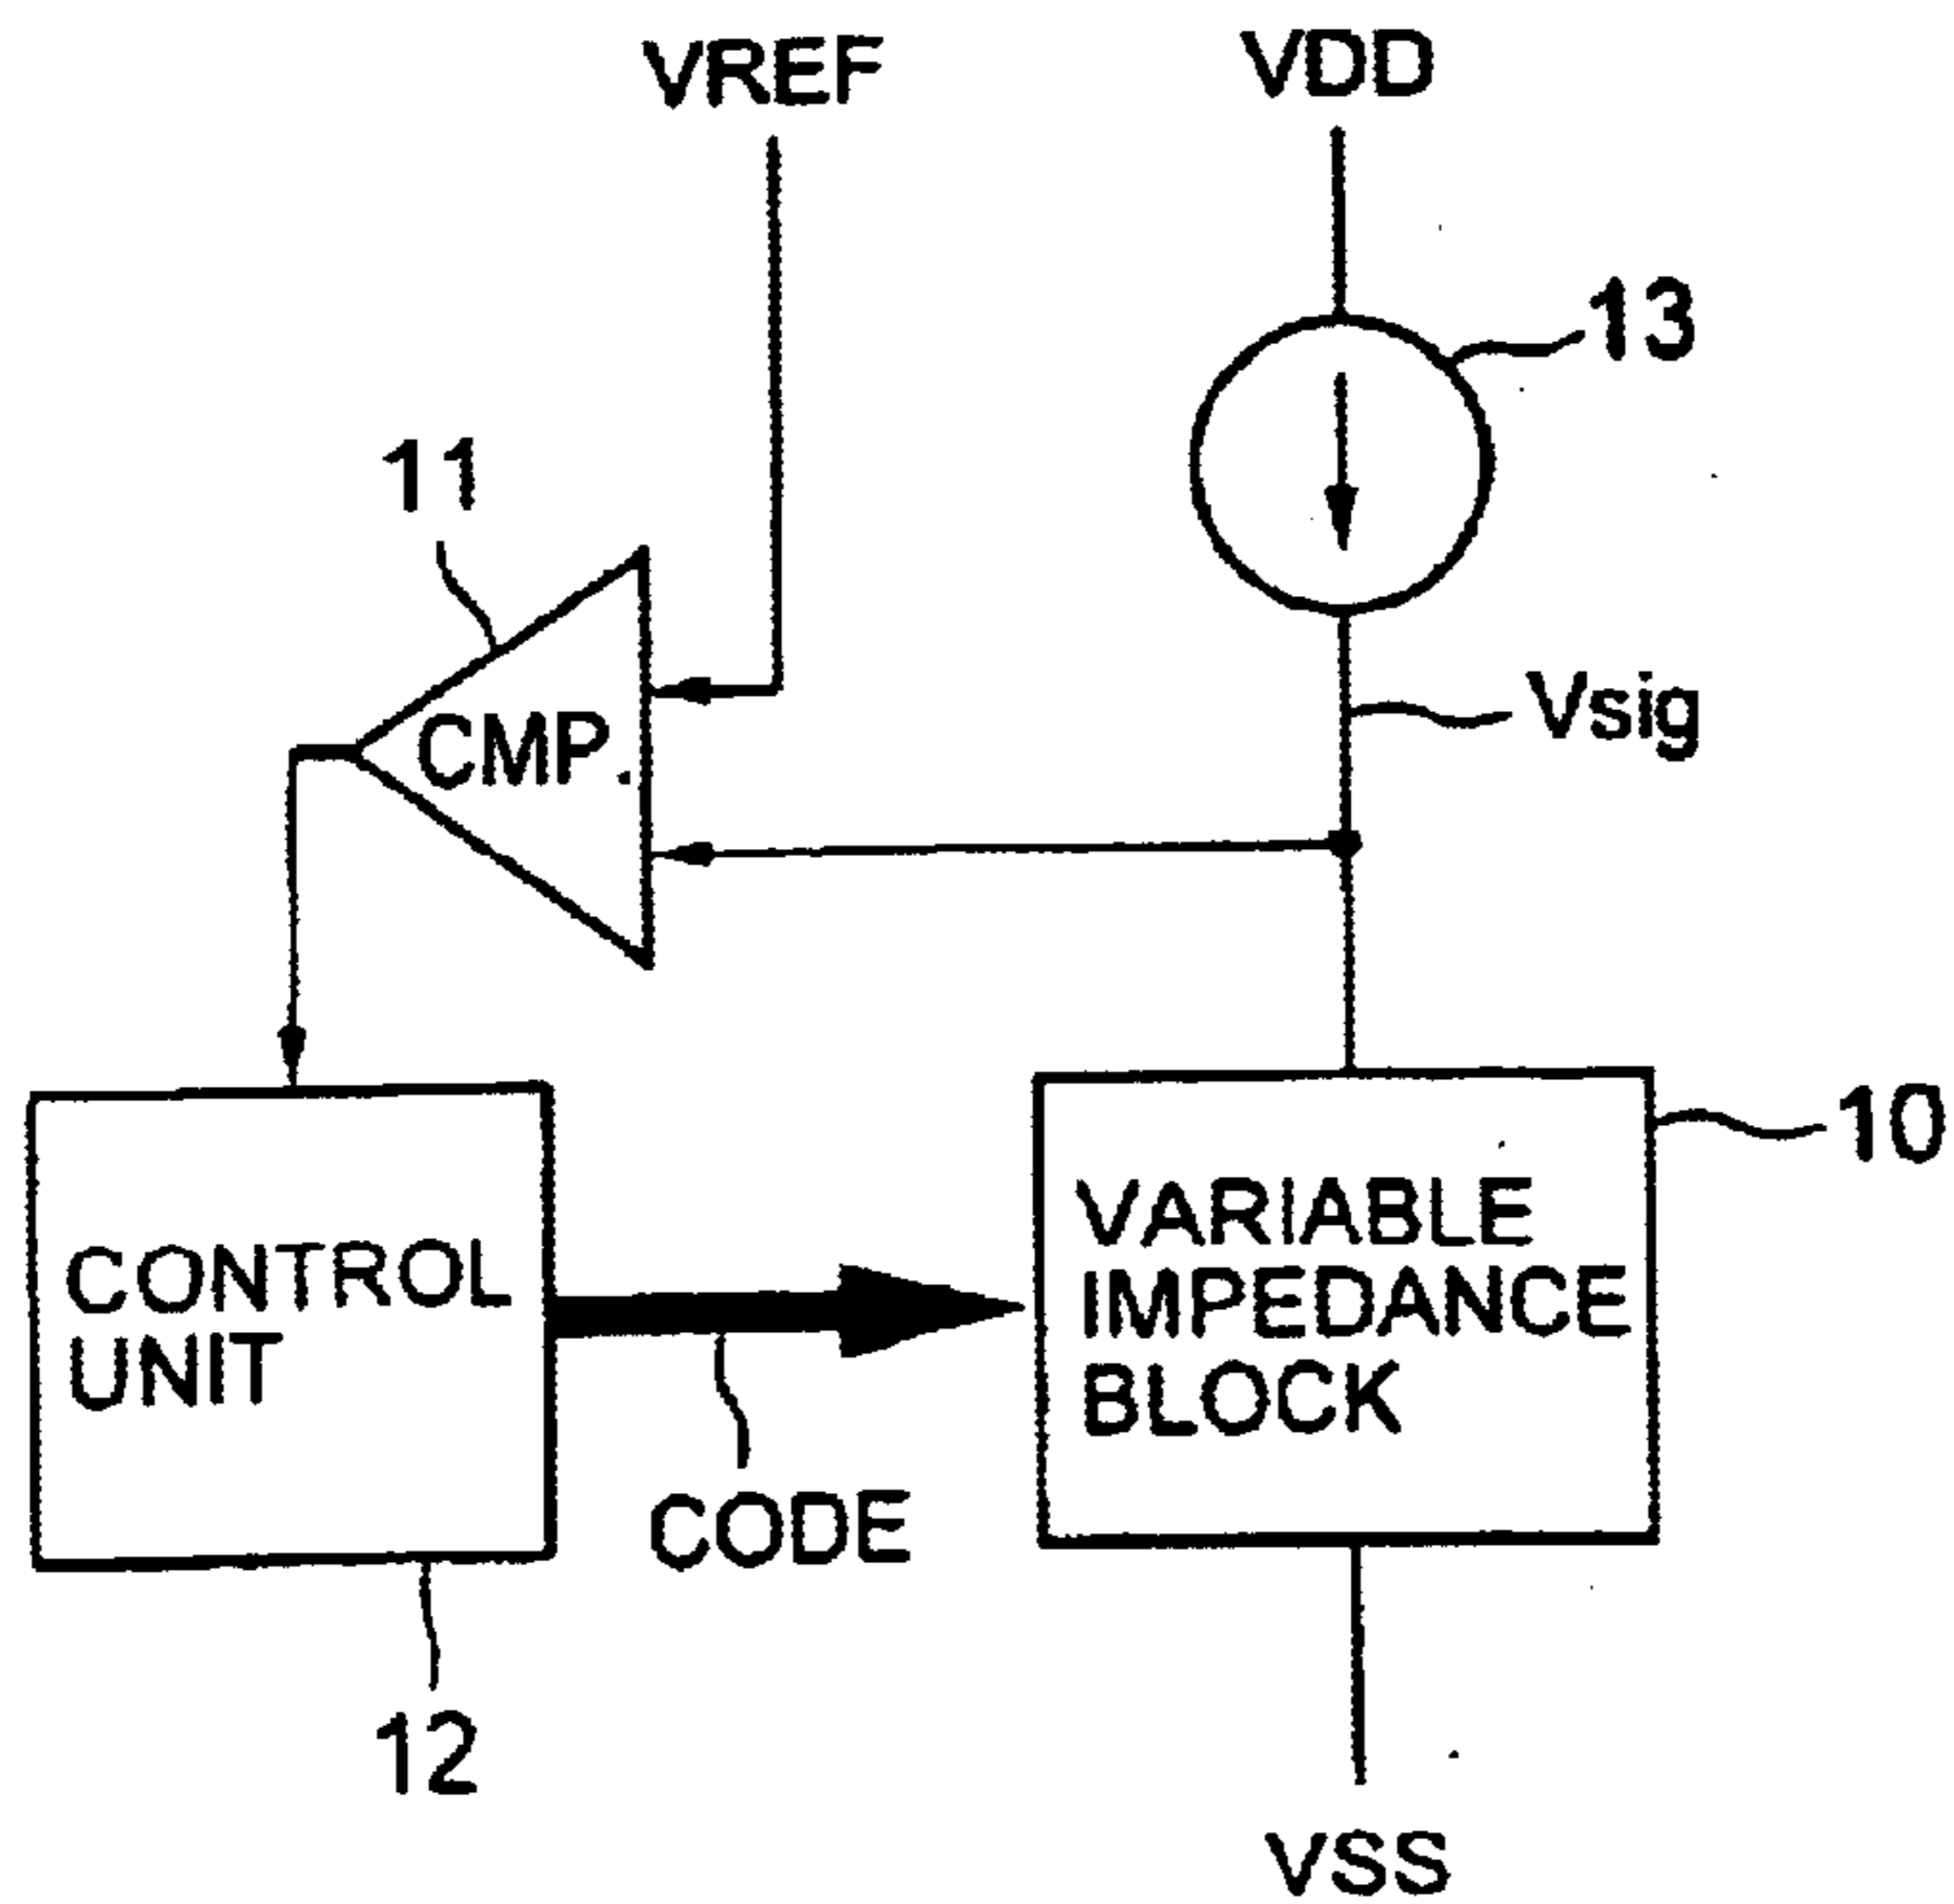 VREF
VDD
13
11
Vsig
CMP.
10
VARIABLE
IMPEDANCE
BLOCK
CONTROL
UNIT
CODE
12
VSS